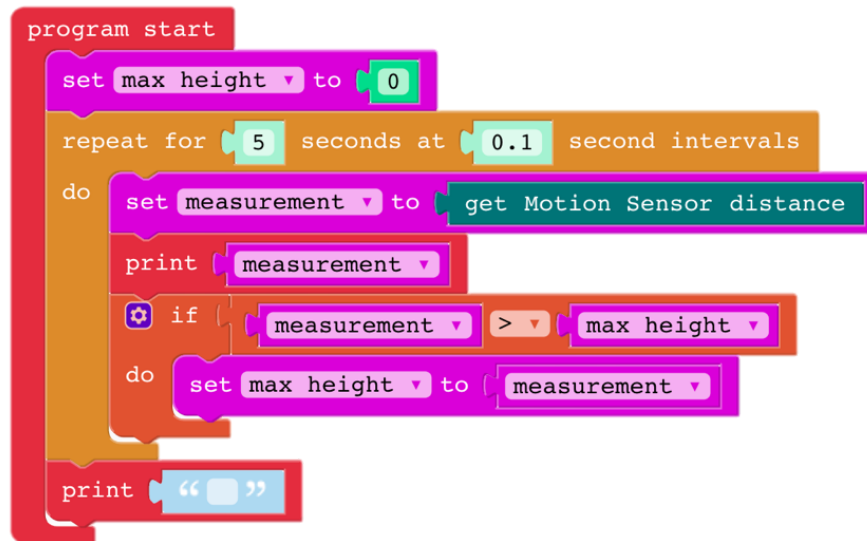 program start
set max height ▾ to 0
repeat for 5 seconds at 0.1 second intervals
do set measurement ▾ to get Motion Sensor distance
print measurement ▾
if measurement ▾ > ▾ max height ▾
do set max height ▾ to measurement ▾
print “ ”